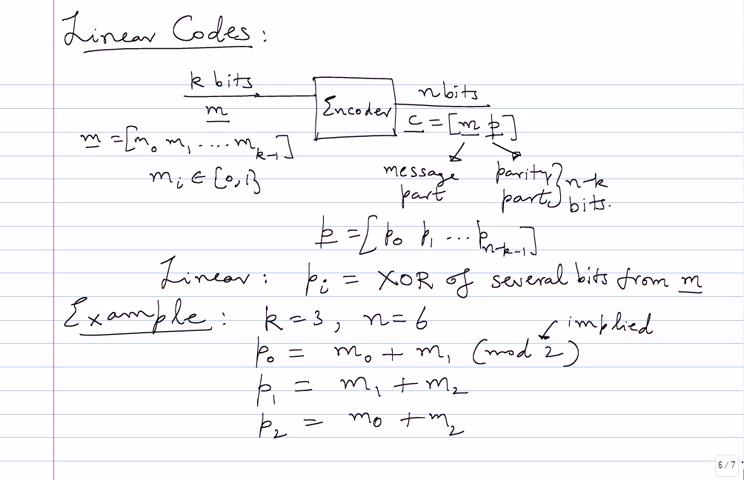 Linear Codes:
k bits
m
Encoder
n bits
c = [m p]
m = [m₀ m₁ .... m_{k-1}]
mᵢ ∈ {0,1}
message part
parity part } n-k bits.
p = [p₀ p₁ ... p_{n-k-1}]
Linear: pᵢ = XOR of several bits from m
Example: k=3, n=6
implied
p₀ = m₀ + m₁ (mod 2)
p₁ = m₁ + m₂
p₂ = m₀ + m₂
6/7